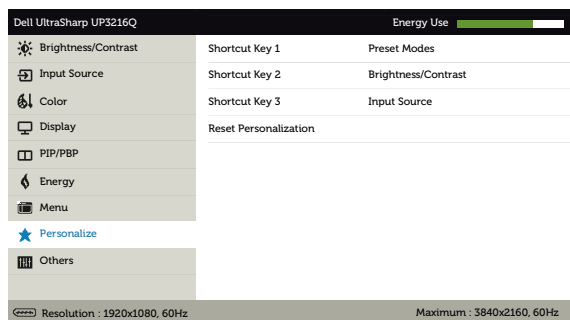 Dell UltraSharp UP3216Q Energy Use
Brightness/Contrast Shortcut Key 1 Preset Modes
Input Source Shortcut Key 2 Brightness/Contrast
Color Shortcut Key 3 Input Source
Display Reset Personalization
PIP/PBP
Energy
Menu
Personalize
Others
Resolution : 1920x1080, 60Hz Maximum : 3840x2160, 60Hz